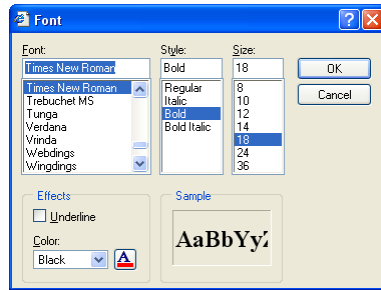 Font
Font:
Style:
Size:
Times New Roman
Bold
18
OK
Cancel
Times New Roman
Trebuchet MS
Tunga
Verdana
Vrinda
Webdings
Wingdings
Regular
Italic
Bold
Bold Italic
8
10
12
14
18
24
36
Effects
Underline
Color:
Black
A
Sample
AaBbYyZ